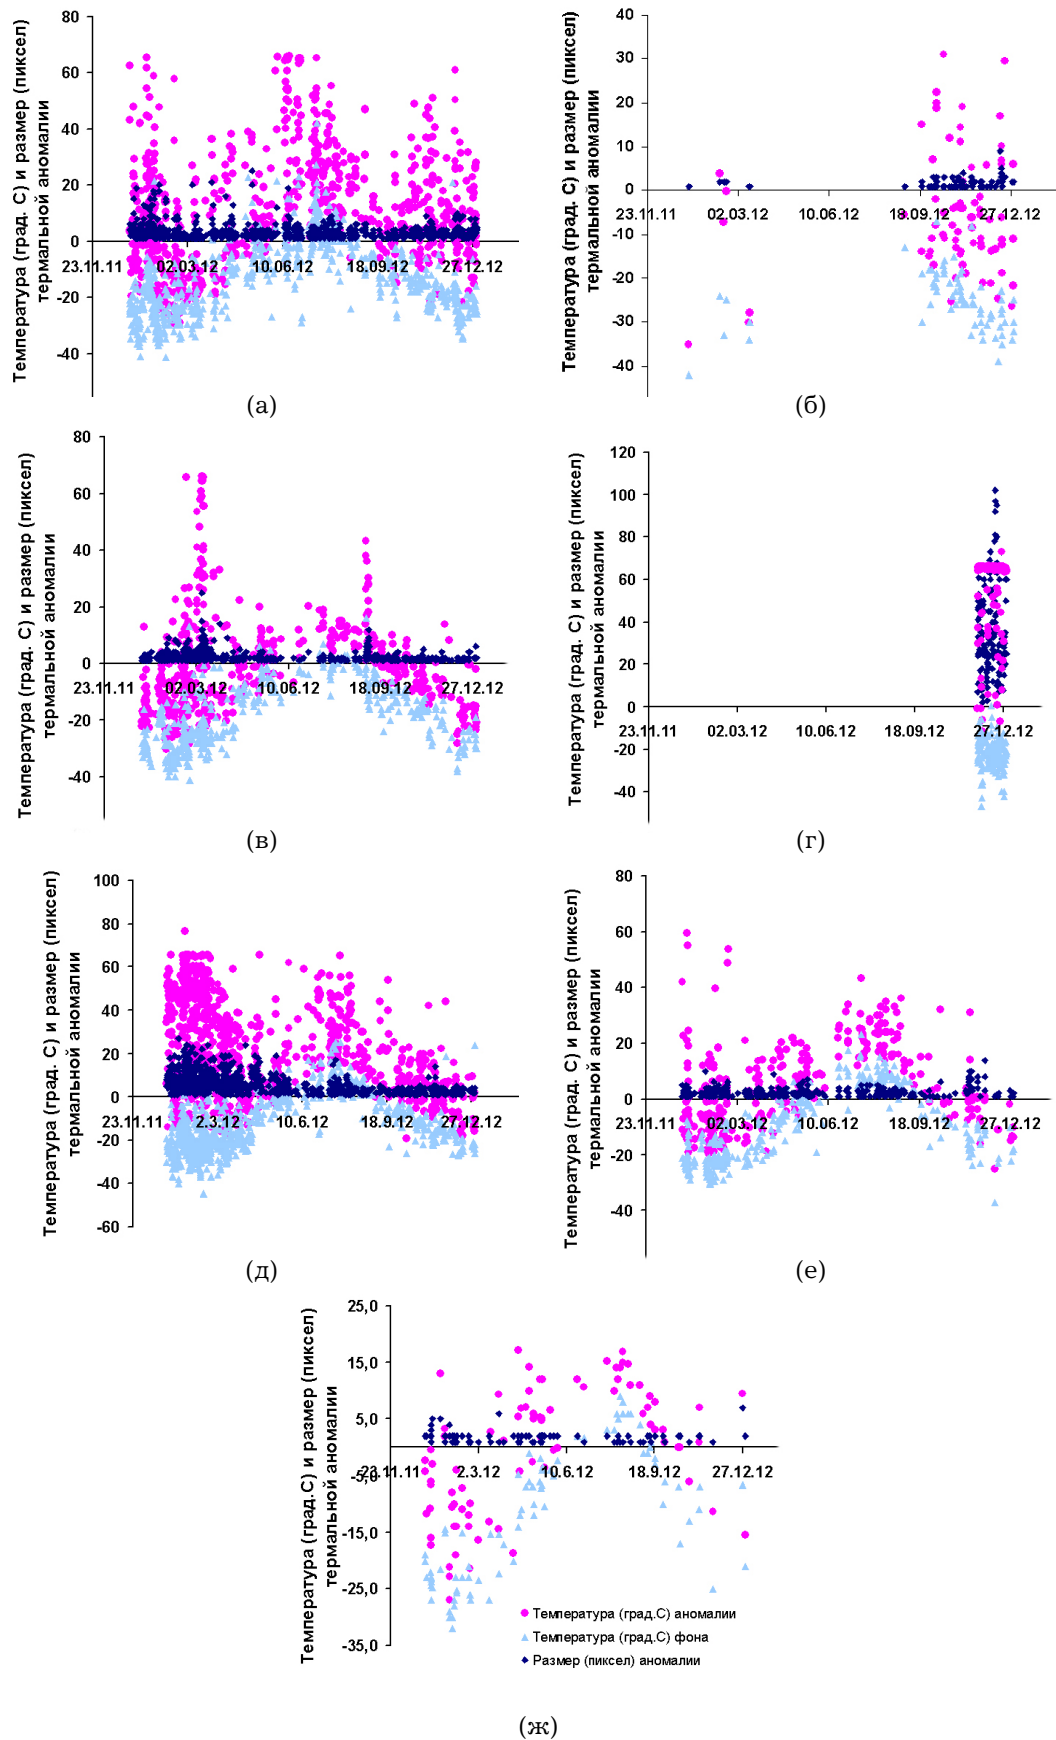 Температура (град. С) и размер (пиксел)
термальной аномалии
80
60
40
20
0
-20
-40
23.11.11 02.03.12 10.06.12 18.09.12 27.12.12
(а)
Температура (град. С) и размер (пиксел)
термальной аномалии
40
30
20
10
0
-10
-20
-30
-40
23.11.11 02.03.12 10.06.12 18.09.12 27.12.12
(б)
Температура (град. С) и размер (пиксел)
термальной аномалии
80
60
40
20
0
-20
-40
23.11.11 02.03.12 10.06.12 18.09.12 27.12.12
(в)
Температура (град. С) и размер (пиксел)
термальной аномалии
120
100
80
60
40
20
0
-20
-40
23.11.11 02.03.12 10.06.12 18.09.12 27.12.12
(г)
Температура (град. С) и размер (пиксел)
термальной аномалии
100
80
60
40
20
0
-20
-40
-60
23.11.11 2.3.12 10.6.12 18.9.12 27.12.12
(д)
Температура (град. С) и размер (пиксел)
термальной аномалии
80
60
40
20
0
-20
-40
23.11.11 02.03.12 10.06.12 18.09.12 27.12.12
(е)
Температура (град.С) и размер (пиксел)
термальной аномалии
25,0
15,0
5,0
-5,0
-15,0
-25,0
-35,0
23.11.11 2.3.12 10.6.12 18.9.12 27.12.12
Температура (град.С) аномалии
Температура (град.С) фона
Размер (пиксел) аномалии
(ж)